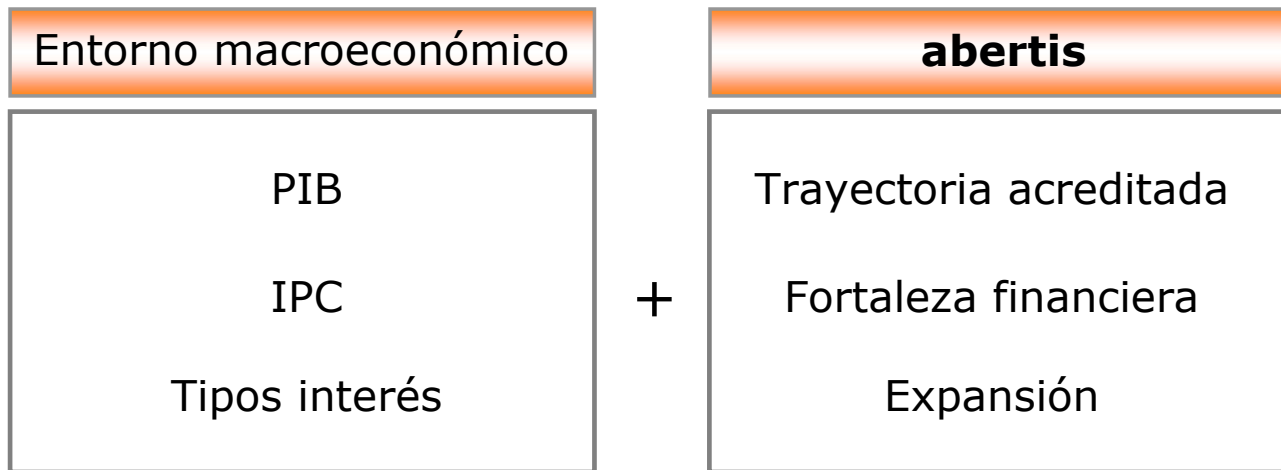 Entorno macroeconómico
PIB
IPC
Tipos interés
+
abertis
Trayectoria acreditada
Fortaleza financiera
Expansión